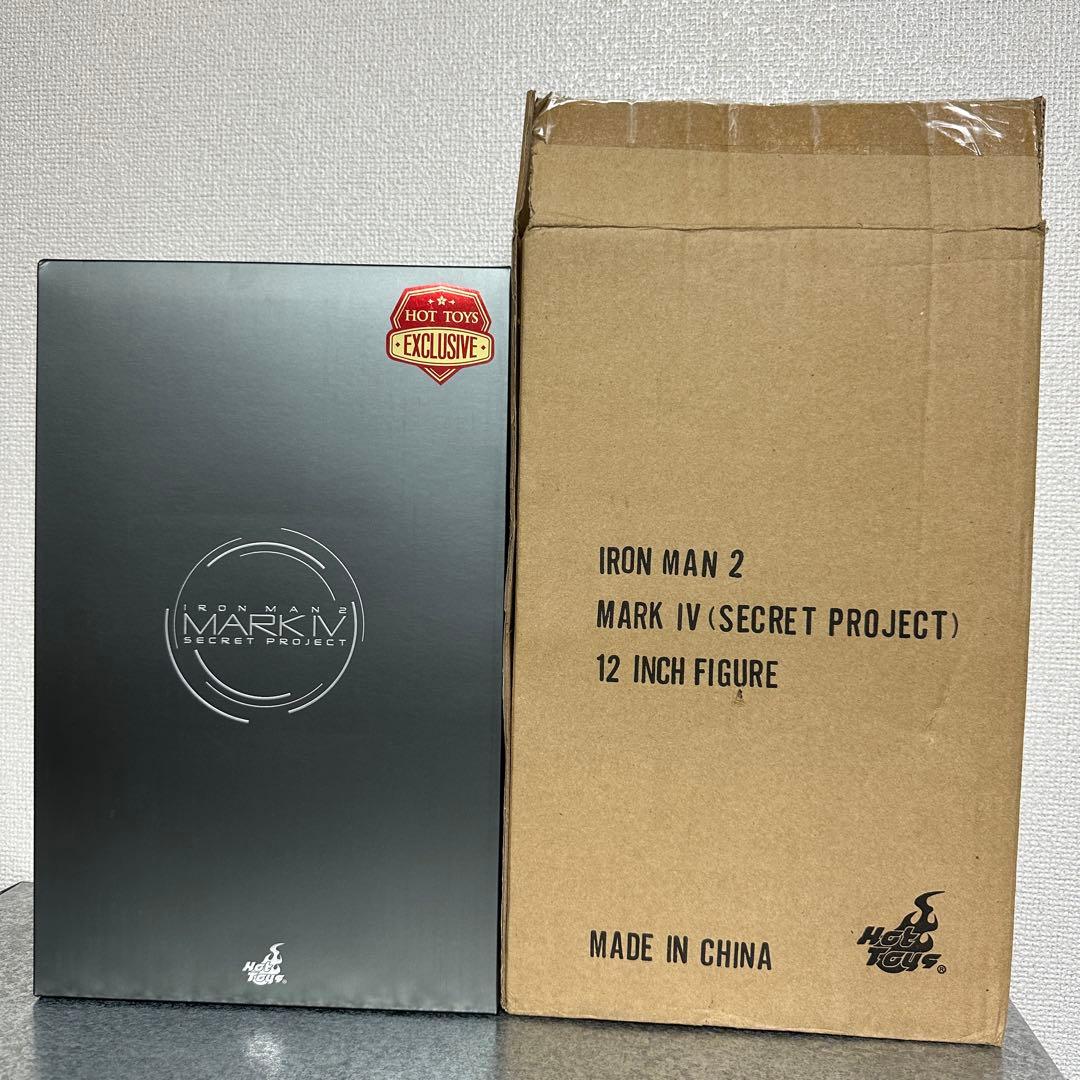 HOT TOYS
EXCLUSIVE
IRON MAN 2
MARK IV
SECRET PROJECT
Hot
Toys®
IRON MAN 2
MARK IV (SECRET PROJECT)
12 INCH FIGURE
MADE IN CHINA
Hot
Toys®